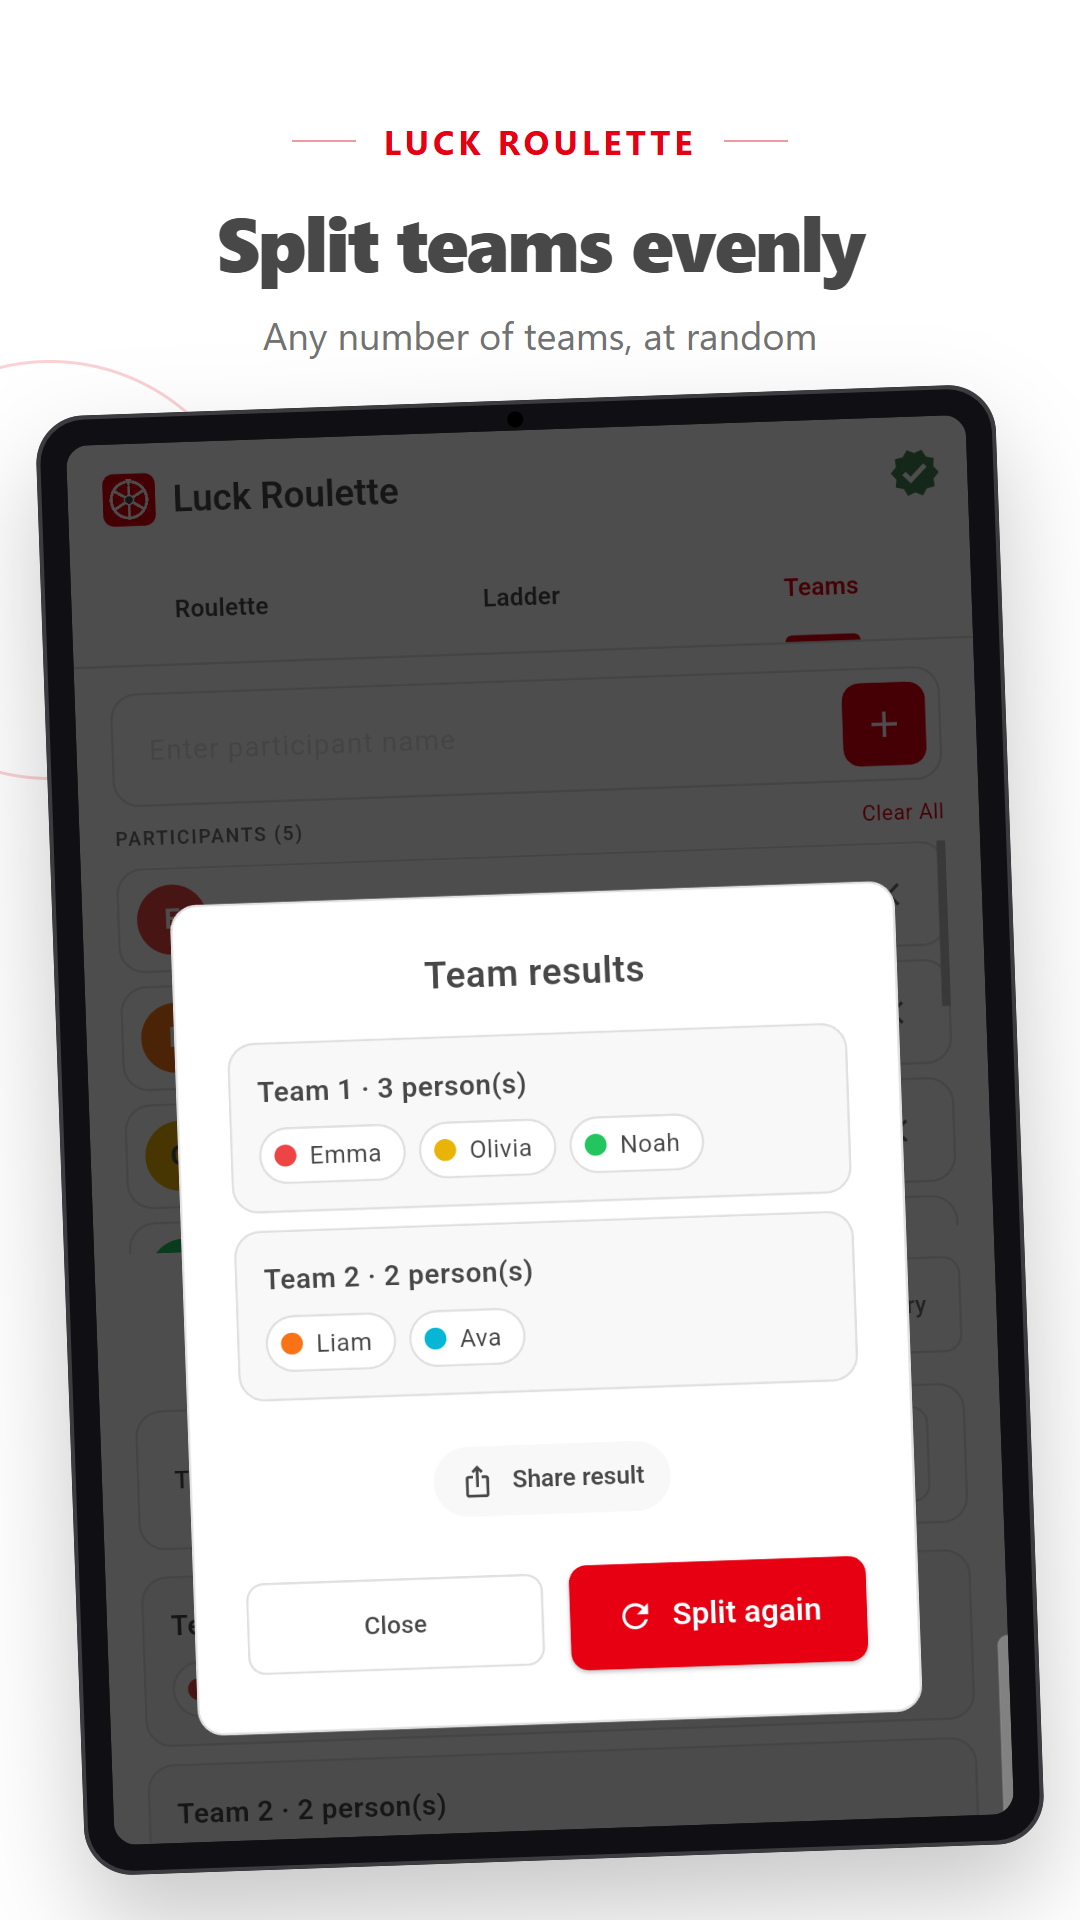 LUCK ROULETTE
Split teams evenly
Any number of teams, at random
Luck Roulette
Roulette Ladder Teams
Enter participant name
PARTICIPANTS (5)
Clear All
Team results
Team 1 · 3 person(s)
Emma Olivia Noah
Team 2 · 2 person(s)
Liam Ava
Share result
Close Split again
Team 2 · 2 person(s)